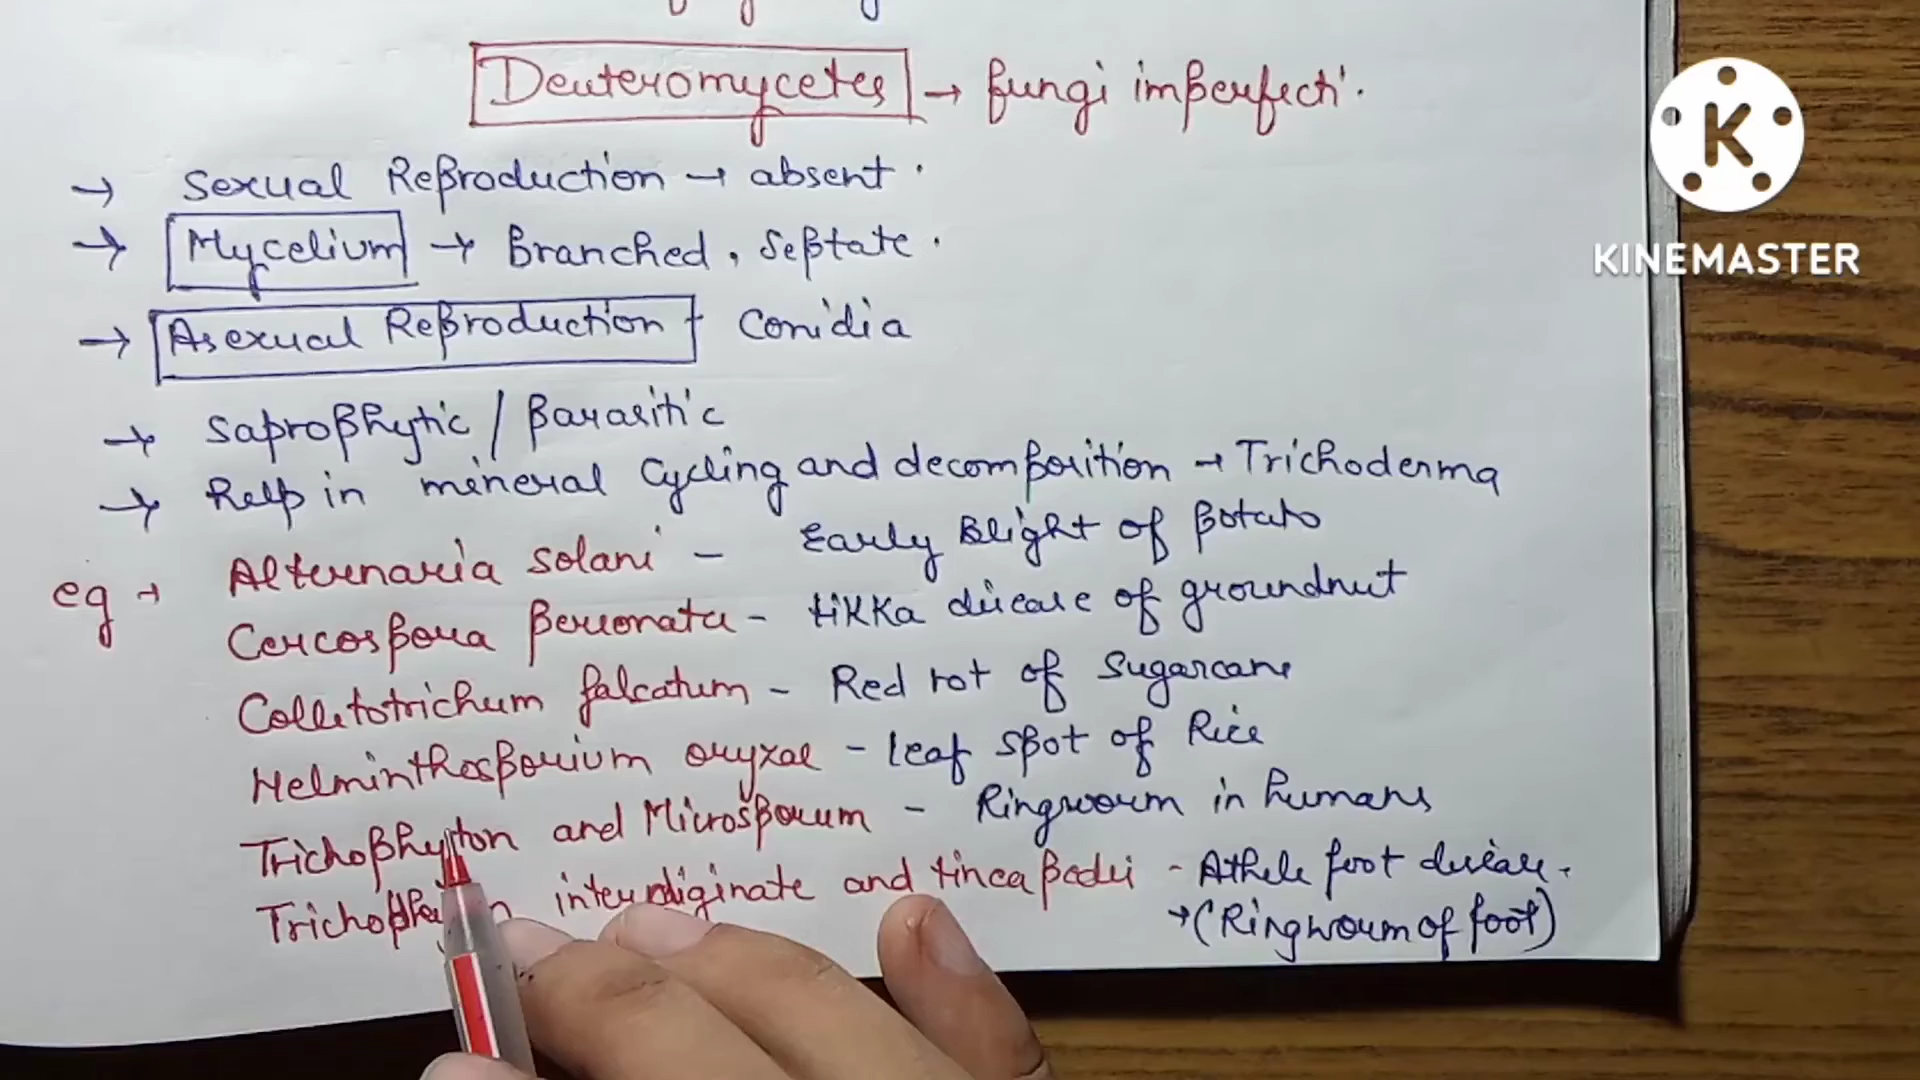 Deuteromycetes → fungi imperfecti.
→ Sexual Reproduction → absent.
→ Mycelium → Branched, Septate.
→ Asexual Reproduction + Conidia
→ Saprophytic / Parasitic
→ Help in mineral Cycling and decomposition → Trichoderma
eg → Alternaria solani - Early Blight of Potato
Cercospora personata - tikka disease of groundnut
Colletotrichum falcatum - Red rot of Sugarcane
Helminthosporium oryzae - leaf spot of Rice
Trichophyton and Microsporum - Ringworm in humans
interdiginate and tinea pedis - Athele foot disease.
→ (Ringworm of foot)
K
KINEMASTER